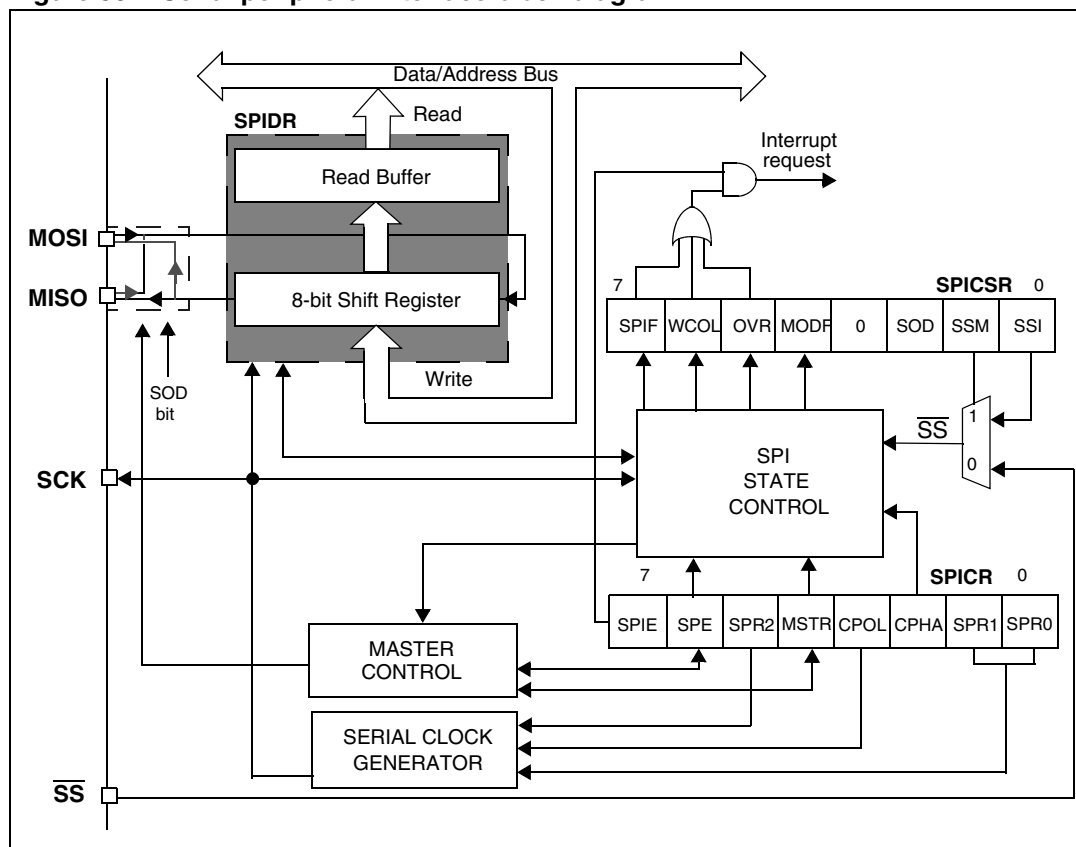 Data/Address Bus
SPIDR
Read
Read Buffer
Interrupt
request
MOSI
MISO
8-bit Shift Register
Write
SOD
bit
7
SPICSR
0
SPIF
WCOL
OVR
MODF
0
SOD
SSM
SSI
1
0
SS
SCK
SPI
STATE
CONTROL
7
SPICR
0
SPIE
SPE
SPR2
MSTR
CPOL
CPHA
SPR1
SPR0
MASTER
CONTROL
SERIAL CLOCK
GENERATOR
SS